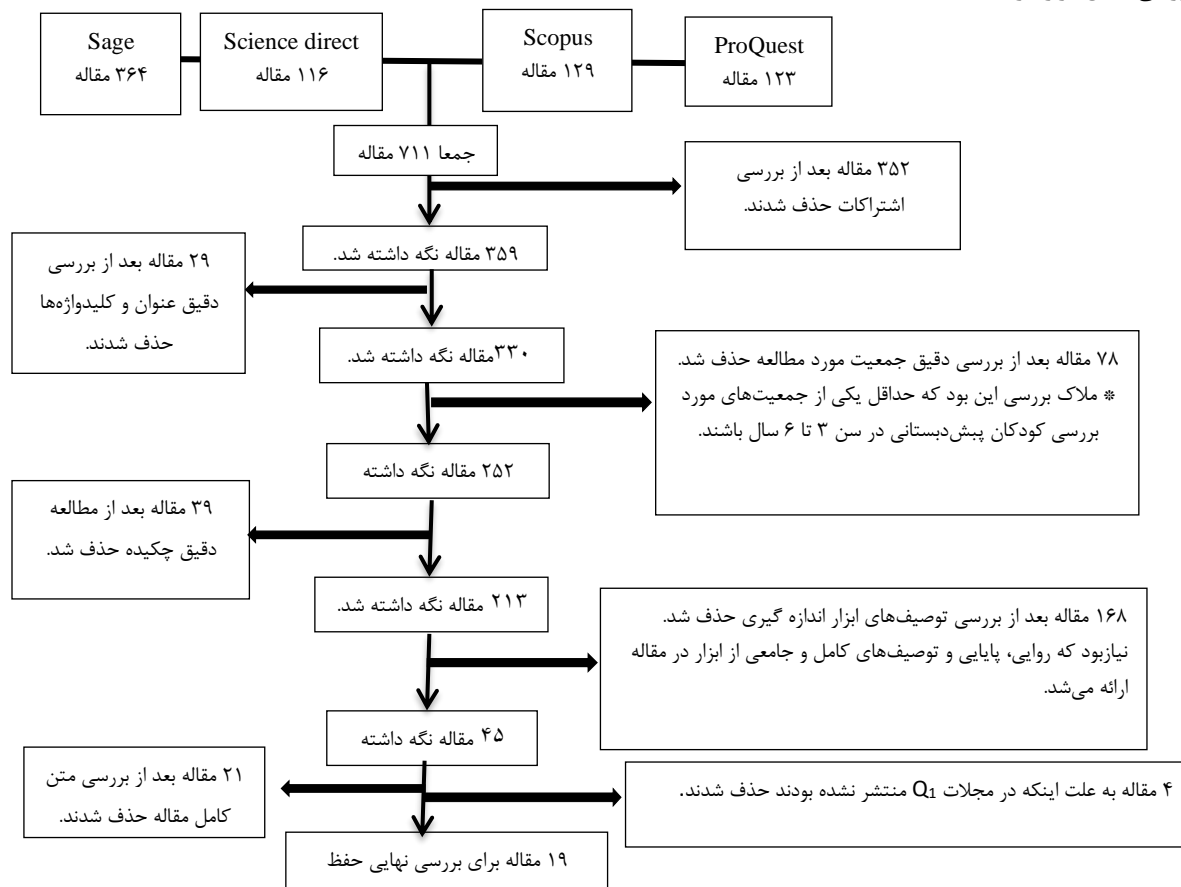 Sage
۳۶۴ مقاله
Science direct
۱۱۶ مقاله
Scopus
۱۲۹ مقاله
ProQuest
۱۲۳ مقاله
جمعا ۷۱۱ مقاله
۳۵۲ مقاله بعد از بررسی
اشتراکات حذف شدند.
۳۵۹ مقاله نگه داشته شد.
۲۹ مقاله بعد از بررسی
دقیق عنوان و کلیدواژه‌ها
حذف شدند.
۳۳۰مقاله نگه داشته شد.
۷۸ مقاله بعد از بررسی دقیق جمعیت مورد مطالعه حذف شد.
* ملاک بررسی این بود که حداقل یکی از جمعیت‌های مورد
بررسی کودکان پیش‌دبستانی در سن ۳ تا ۶ سال باشند.
۲۵۲ مقاله نگه داشته
۳۹ مقاله بعد از مطالعه
دقیق چکیده حذف شد.
۲۱۳ مقاله نگه داشته شد.
۱۶۸ مقاله بعد از بررسی توصیف‌های ابزار اندازه گیری حذف شد.
نیازبود که روایی، پایایی و توصیف‌های کامل و جامعی از ابزار در مقاله
ارائه می‌شد.
۴۵ مقاله نگه داشته
۲۱ مقاله بعد از بررسی متن
کامل مقاله حذف شدند.
۴ مقاله به علت اینکه در مجلات Q1 منتشر نشده بودند حذف شدند.
۱۹ مقاله برای بررسی نهایی حفظ